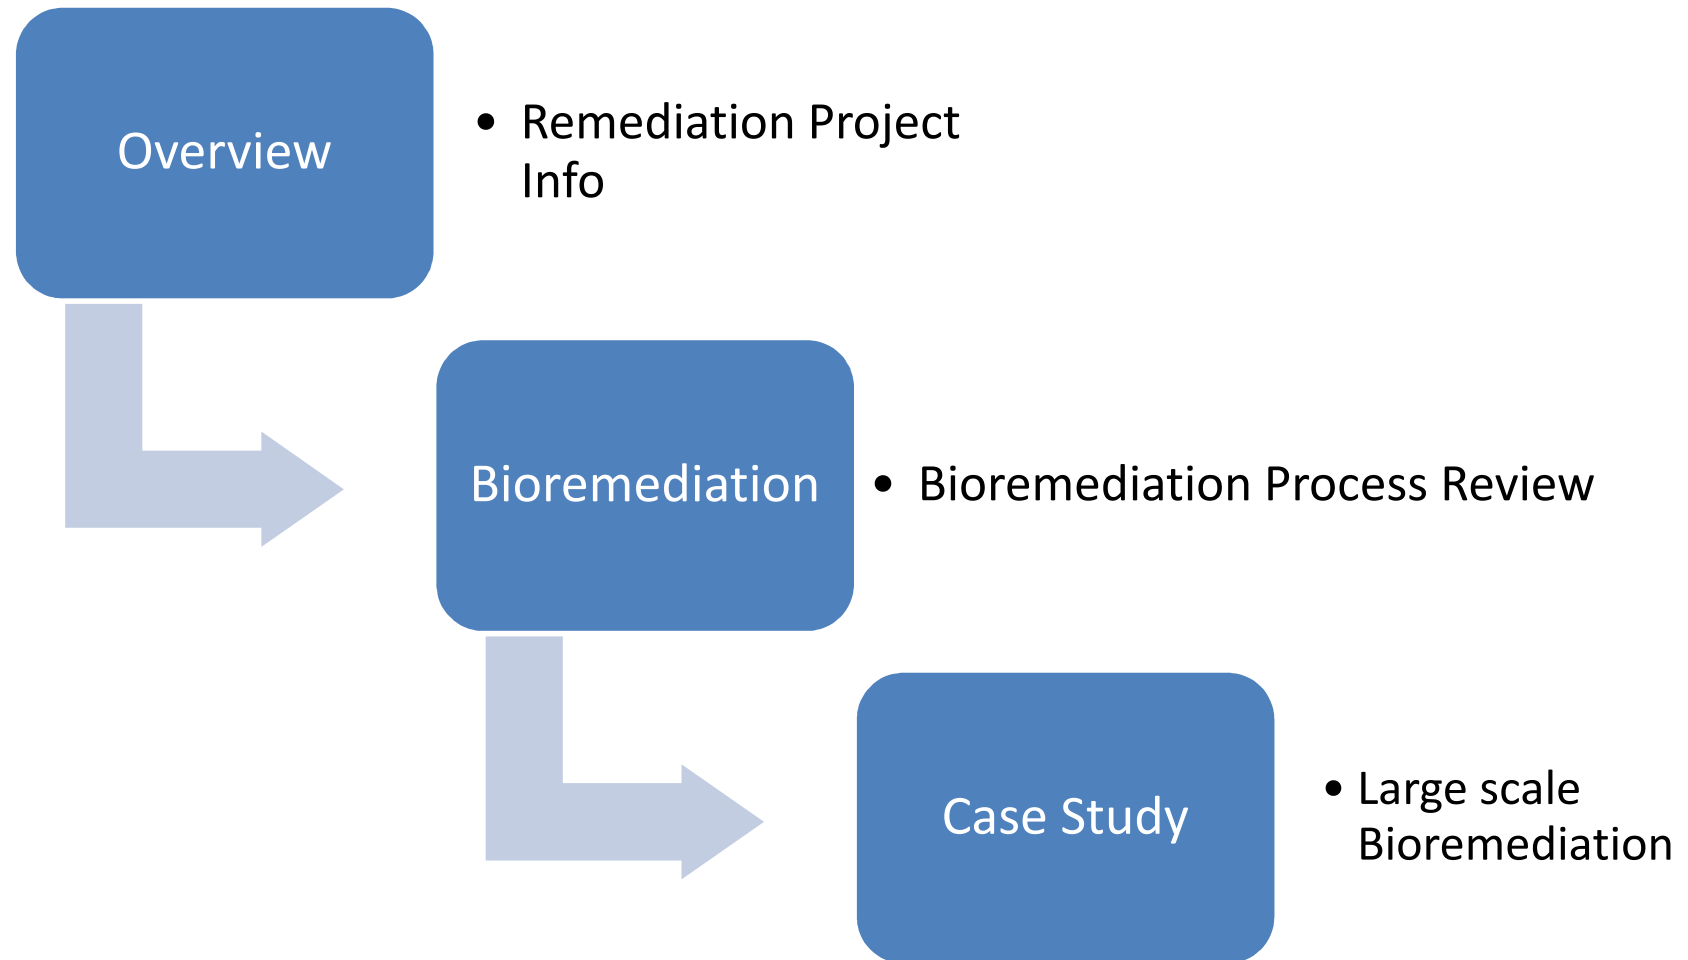 Overview
• Remediation Project
Info
Bioremediation
• Bioremediation Process Review
Case Study
• Large scale
Bioremediation